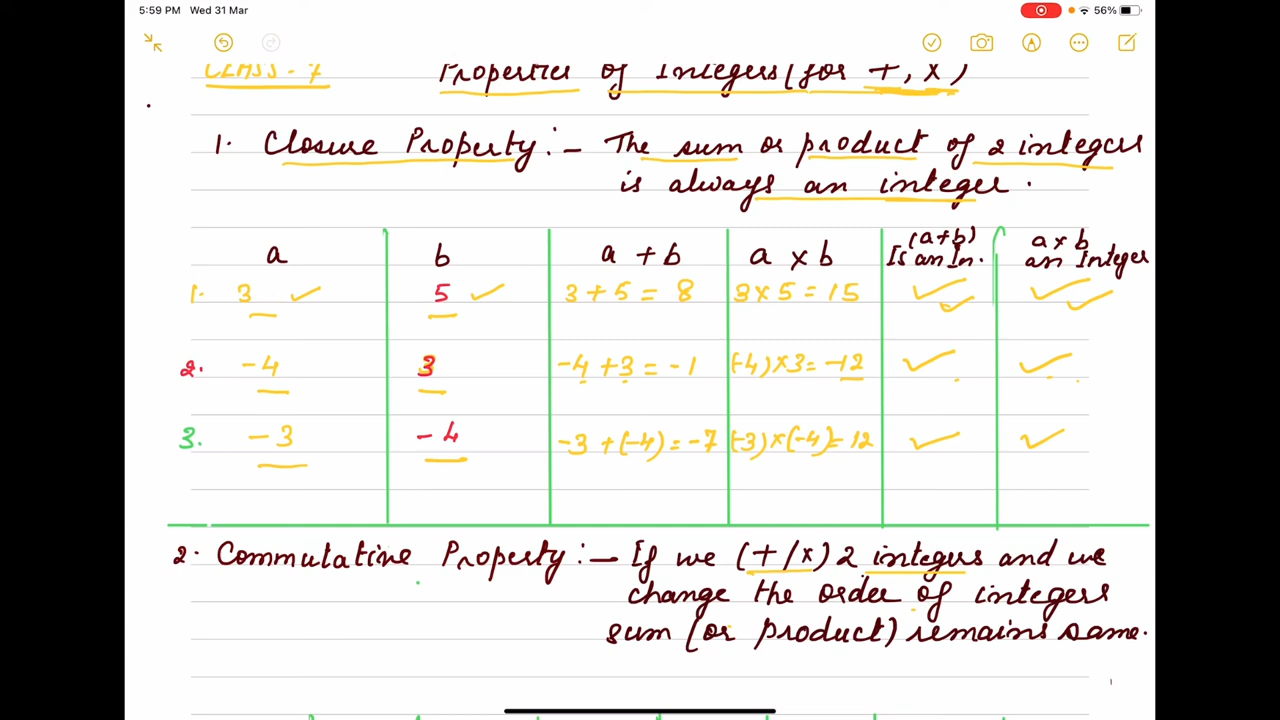 5:59 PM Wed 31 Mar 56%
CLASS - 7 Properties of Integers (for +, x)
1. Closure Property :- The sum or product of 2 integers
is always an integer.
a b a + b a x b (a+b) Is an In. a x b an Integer
1. 3 ✓ 5 ✓ 3 + 5 = 8 3 x 5 = 15 ✓ ✓ ✓ ✓
2. -4 3 -4 + 3 = -1 (-4) x 3 = -12 ✓ ✓
3. -3 -4 -3 + (-4) = -7 (-3) x (-4) = 12 ✓ ✓
2. Commutative Property :- If we (+/x) 2 integers and we
change the order of integers
sum (or product) remains same.
1